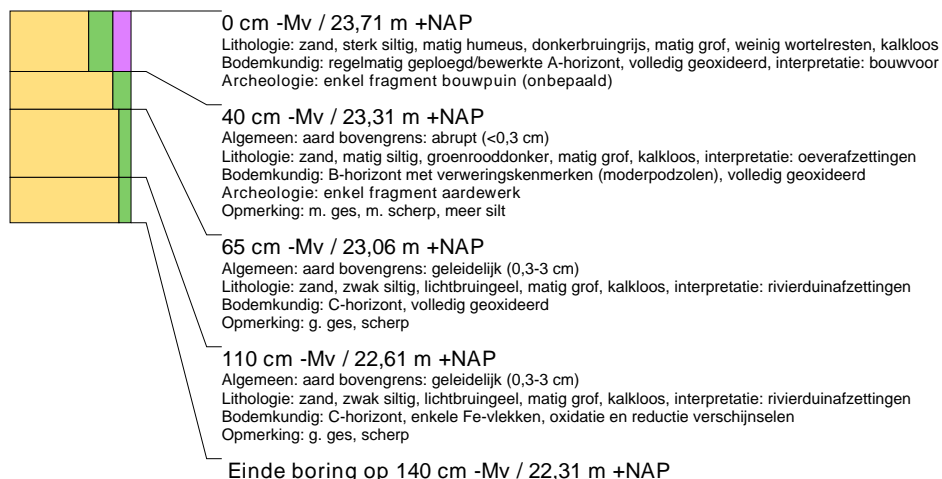 0 cm -Mv / 23,71 m +NAP
Lithologie: zand, sterk siltig, matig humeus, donkerbruingrijs, matig grof, weinig wortelresten, kalkloos
Bodemkundig: regelmatig geploegd/bewerkte A-horizont, volledig geoxideerd, interpretatie: bouwvoor
Archeologie: enkel fragment bouwpuin (onbepaald)
40 cm -Mv / 23,31 m +NAP
Algemeen: aard bovengrens: abrupt (<0,3 cm)
Lithologie: zand, matig siltig, groenrooddonker, matig grof, kalkloos, interpretatie: oeverafzettingen
Bodemkundig: B-horizont met verweringskenmerken (moderpodzolen), volledig geoxideerd
Archeologie: enkel fragment aardewerk
Opmerking: m. ges, m. scherp, meer silt
65 cm -Mv / 23,06 m +NAP
Algemeen: aard bovengrens: geleidelijk (0,3-3 cm)
Lithologie: zand, zwak siltig, lichtbruingeel, matig grof, kalkloos, interpretatie: rivierduinafzettingen
Bodemkundig: C-horizont, volledig geoxideerd
Opmerking: g. ges, scherp
110 cm -Mv / 22,61 m +NAP
Algemeen: aard bovengrens: geleidelijk (0,3-3 cm)
Lithologie: zand, zwak siltig, lichtbruingeel, matig grof, kalkloos, interpretatie: rivierduinafzettingen
Bodemkundig: C-horizont, enkele Fe-vlekken, oxidatie en reductie verschijnselen
Opmerking: g. ges, scherp
Einde boring op 140 cm -Mv / 22,31 m +NAP